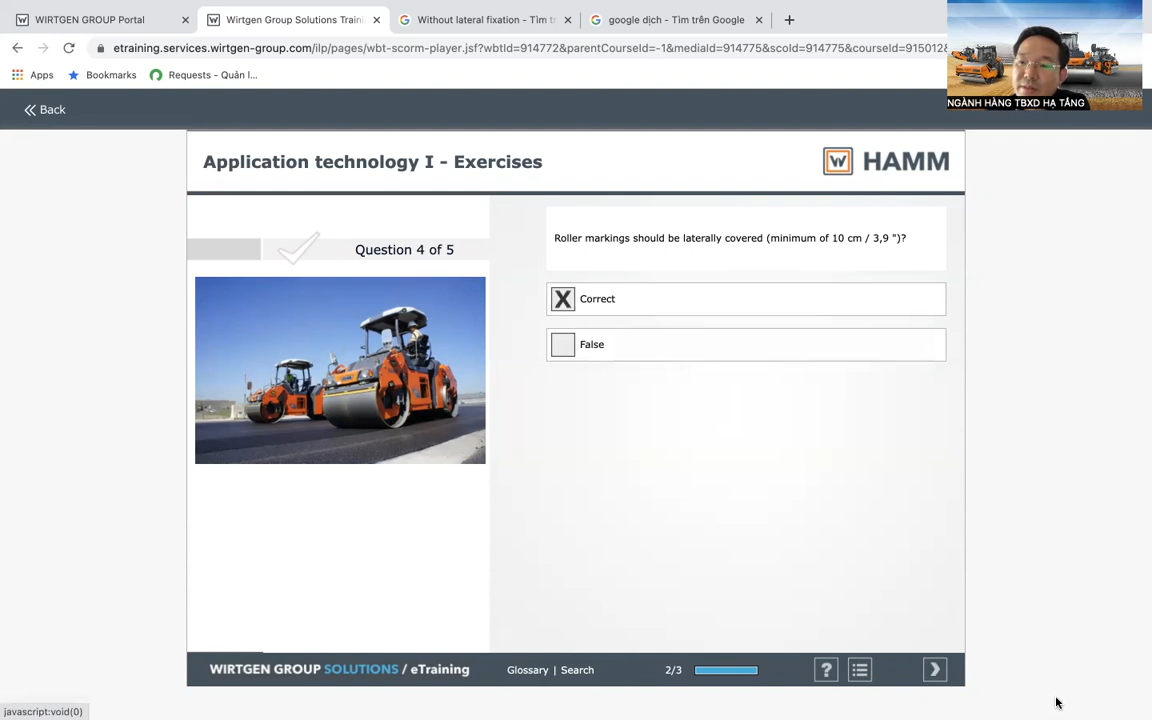 WIRTGEN GROUP Portal
Wirtgen Group Solutions Traini
Without lateral fixation - Tìm tr
google dịch - Tìm trên Google
etraining.services.wirtgen-group.com/ilp/pages/wbt-scorm-player.jsf?wbtId=914772&parentCourseId=-1&mediaId=914775&scoId=914775&courseId=915012&
Apps
Bookmarks
Requests - Quản l...
NGÀNH HÀNG TBXD HẠ TẦNG
Back
Application technology I - Exercises
W HAMM
Question 4 of 5
Roller markings should be laterally covered (minimum of 10 cm / 3,9 ")?
X Correct
False
WIRTGEN GROUP SOLUTIONS / eTraining
Glossary | Search
2/3
?
javascript:void(0)